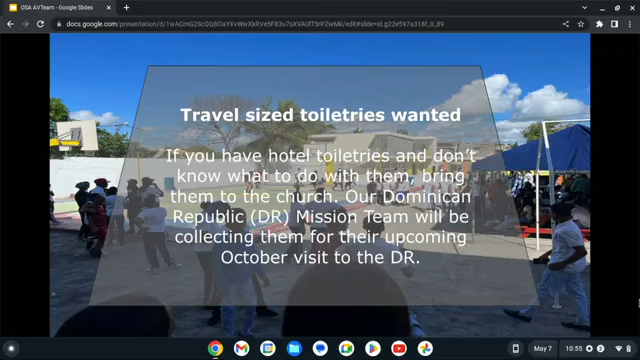 OSA AVTeam - Google Slides
docs.google.com/presentation/d/1wACmG2ScQQ8DaYXvWwXkRVe5F83u7sXVAUlTSrPZwMk/edit#slide=id.g22e597a318f_0_89
Travel sized toiletries wanted
If you have hotel toiletries and don't
know what to do with them, bring
them to the church. Our Dominican
Republic (DR) Mission Team will be
collecting them for their upcoming
October visit to the DR.
May 7
10:55